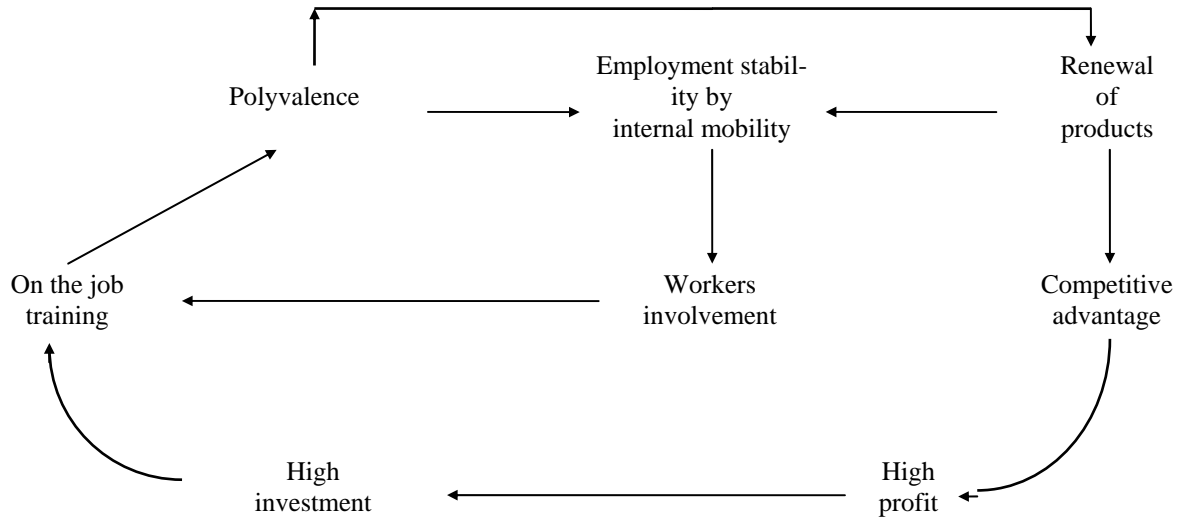 Polyvalence
Employment stabil-
ity by
internal mobility
Renewal
of
products
On the job
training
Workers
involvement
Competitive
advantage
High
investment
High
profit